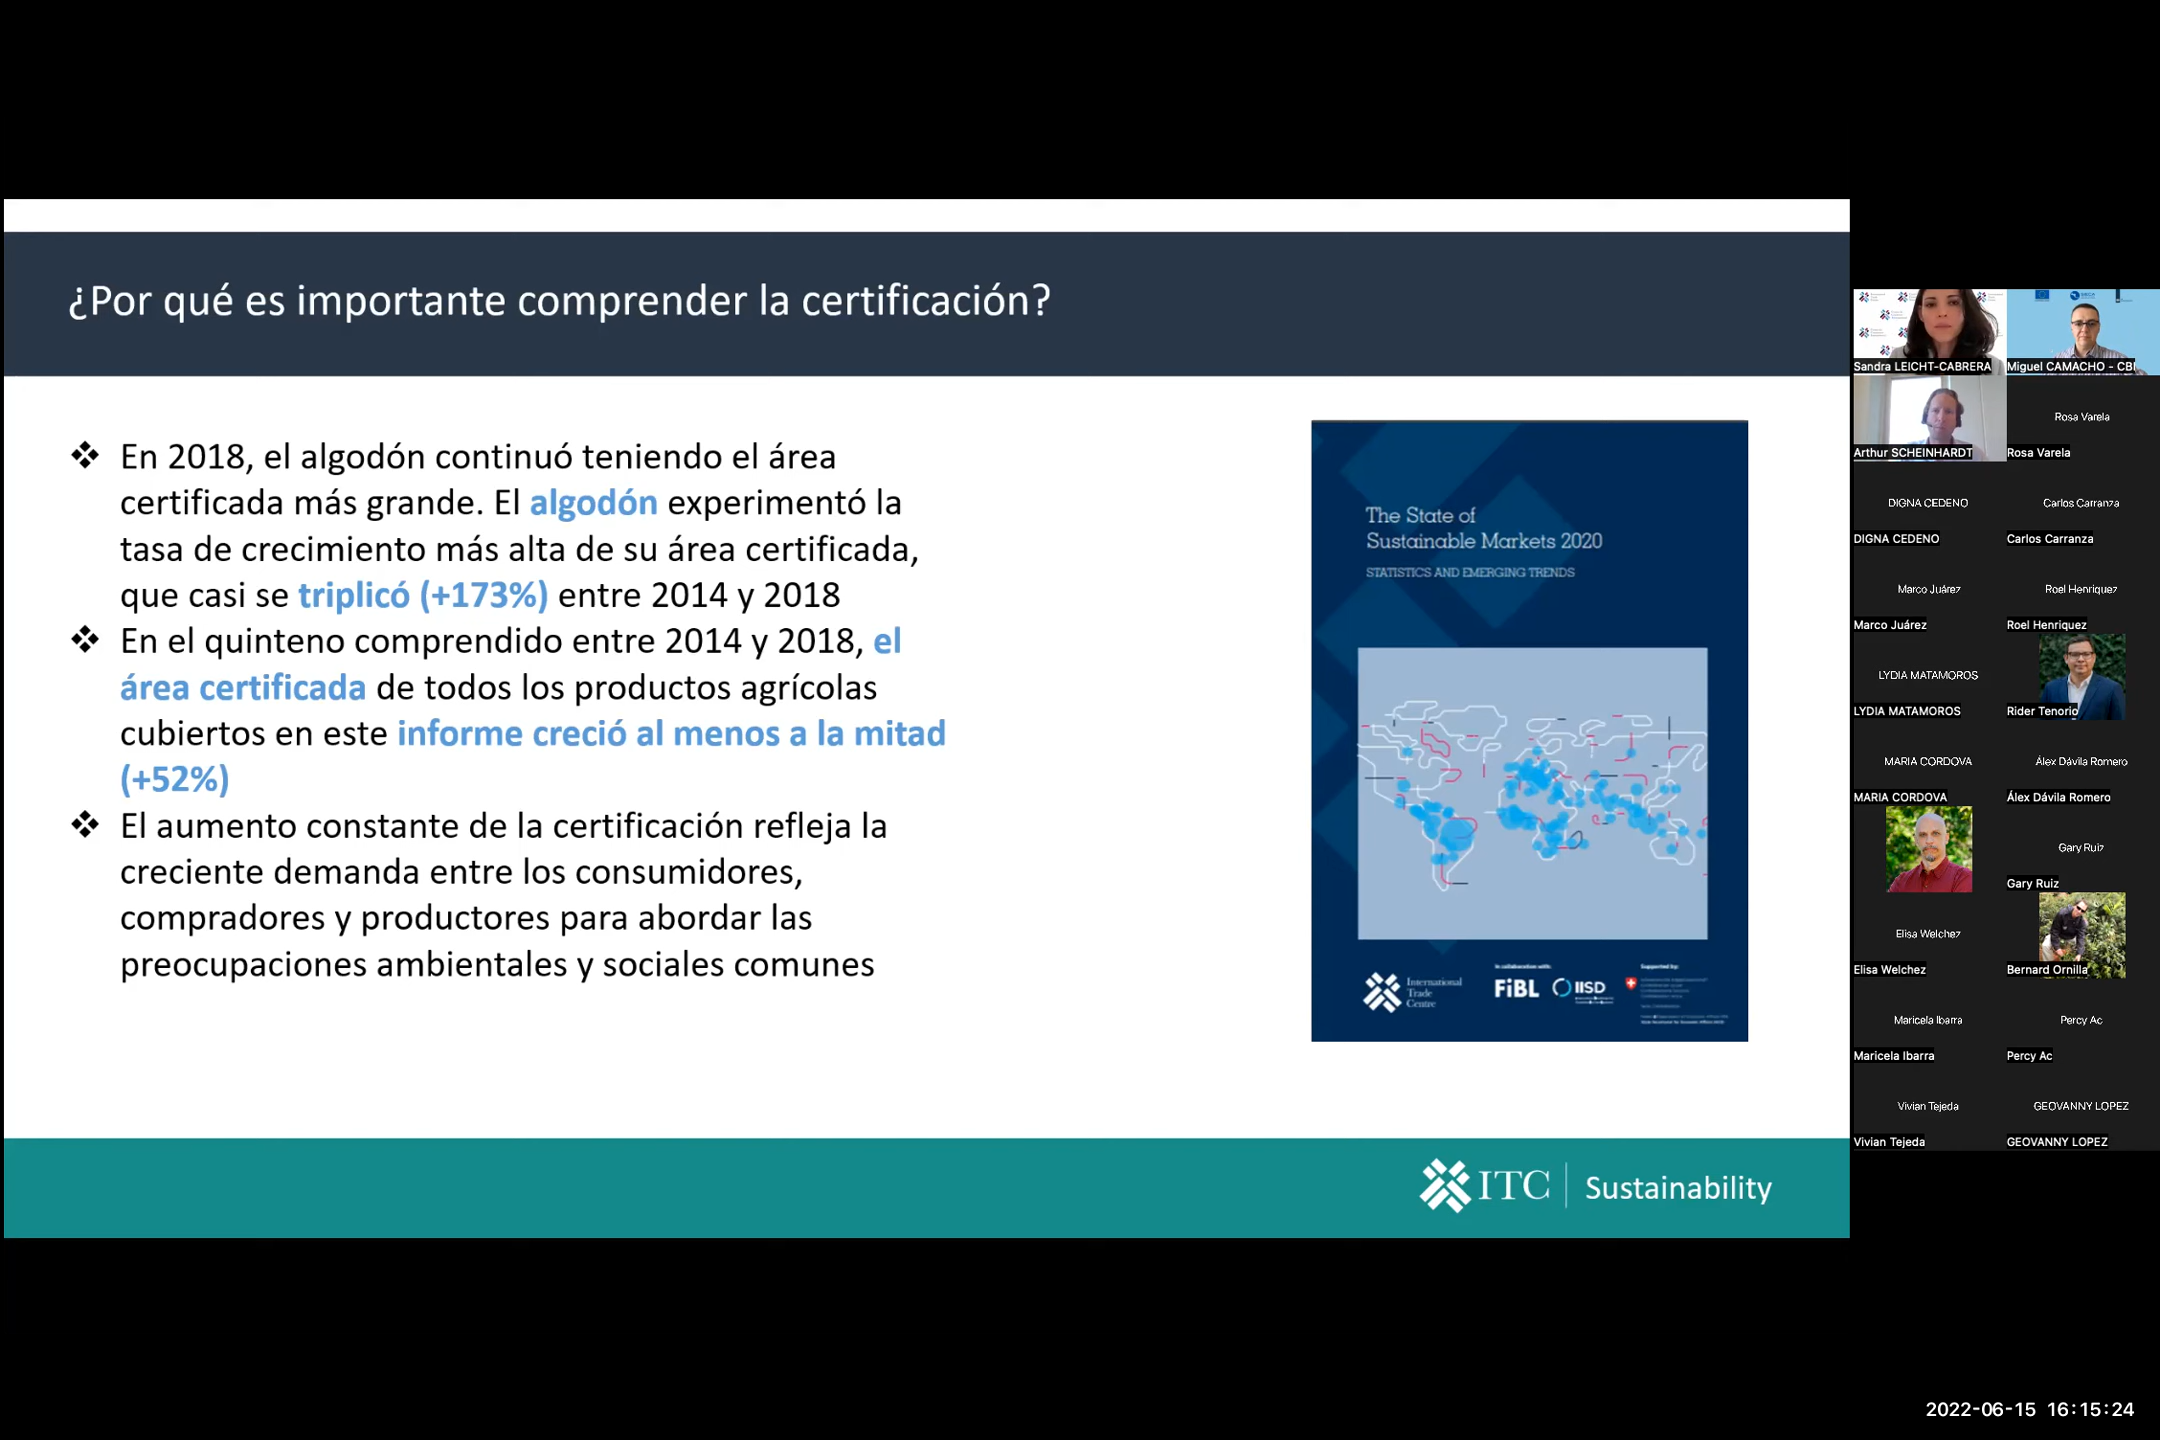 ¿Por qué es importante comprender la certificación?
En 2018, el algodón continuó teniendo el área
certificada más grande. El algodón experimentó la
tasa de crecimiento más alta de su área certificada,
que casi se triplicó (+173%) entre 2014 y 2018
En el quinteno comprendido entre 2014 y 2018, el
área certificada de todos los productos agrícolas
cubiertos en este informe creció al menos a la mitad
(+52%)
El aumento constante de la certificación refleja la
creciente demanda entre los consumidores,
compradores y productores para abordar las
preocupaciones ambientales y sociales comunes
The State of
Sustainable Markets 2020
STATISTICS AND EMERGING TRENDS
International
Trade
Centre
In collaboration with:
FiBL
IISD
Supported by:
ITC | Sustainability
Sandra LEICHT-CABRERA
Miguel CAMACHO - CBI
Arthur SCHEINHARDT
Rosa Varela
Rosa Varela
DIGNA CEDENO
DIGNA CEDENO
Carlos Carranza
Carlos Carranza
Marco Juárez
Marco Juárez
Roel Henriquez
Roel Henriquez
LYDIA MATAMOROS
LYDIA MATAMOROS
Rider Tenorio
MARIA CORDOVA
MARIA CORDOVA
Álex Dávila Romero
Álex Dávila Romero
Gary Ruiz
Gary Ruiz
Elisa Welchez
Elisa Welchez
Bernard Ornilla
Maricela Ibarra
Maricela Ibarra
Percy Ac
Percy Ac
Vivian Tejeda
Vivian Tejeda
GEOVANNY LOPEZ
GEOVANNY LOPEZ
2022-06-15 16:15:24